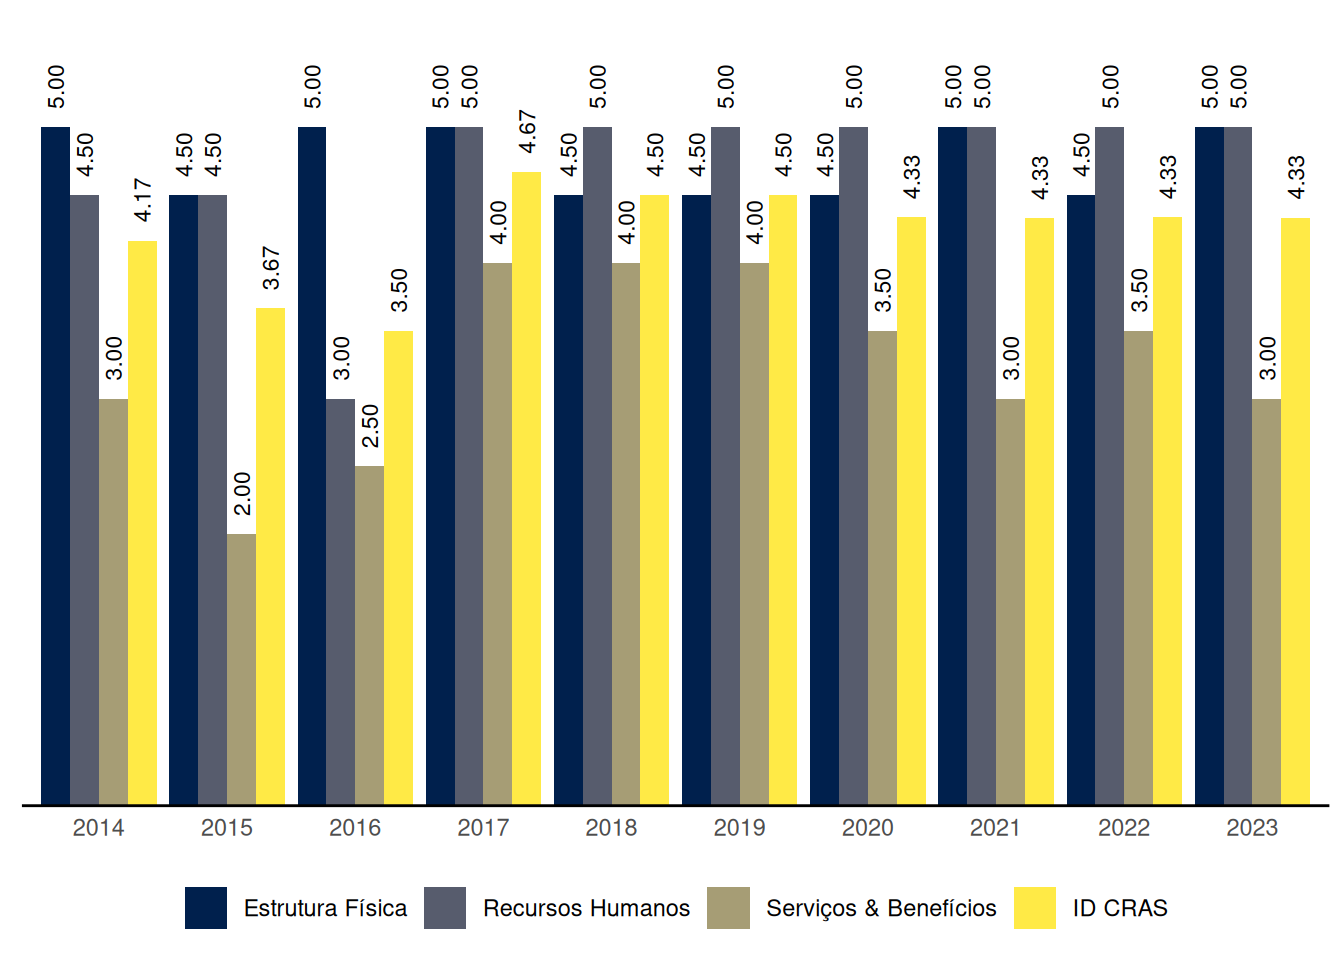 5.00 4.50 3.00 4.17
4.50 4.50 2.00 3.67
5.00 3.00 2.50 3.50
5.00 5.00 4.00 4.67
4.50 5.00 4.00 4.50
4.50 5.00 4.00 4.50
4.50 5.00 3.50 4.33
5.00 5.00 3.00 4.33
4.50 5.00 3.50 4.33
5.00 5.00 3.00 4.33
2014 2015 2016 2017 2018 2019 2020 2021 2022 2023
Estrutura Física Recursos Humanos Serviços & Benefícios ID CRAS